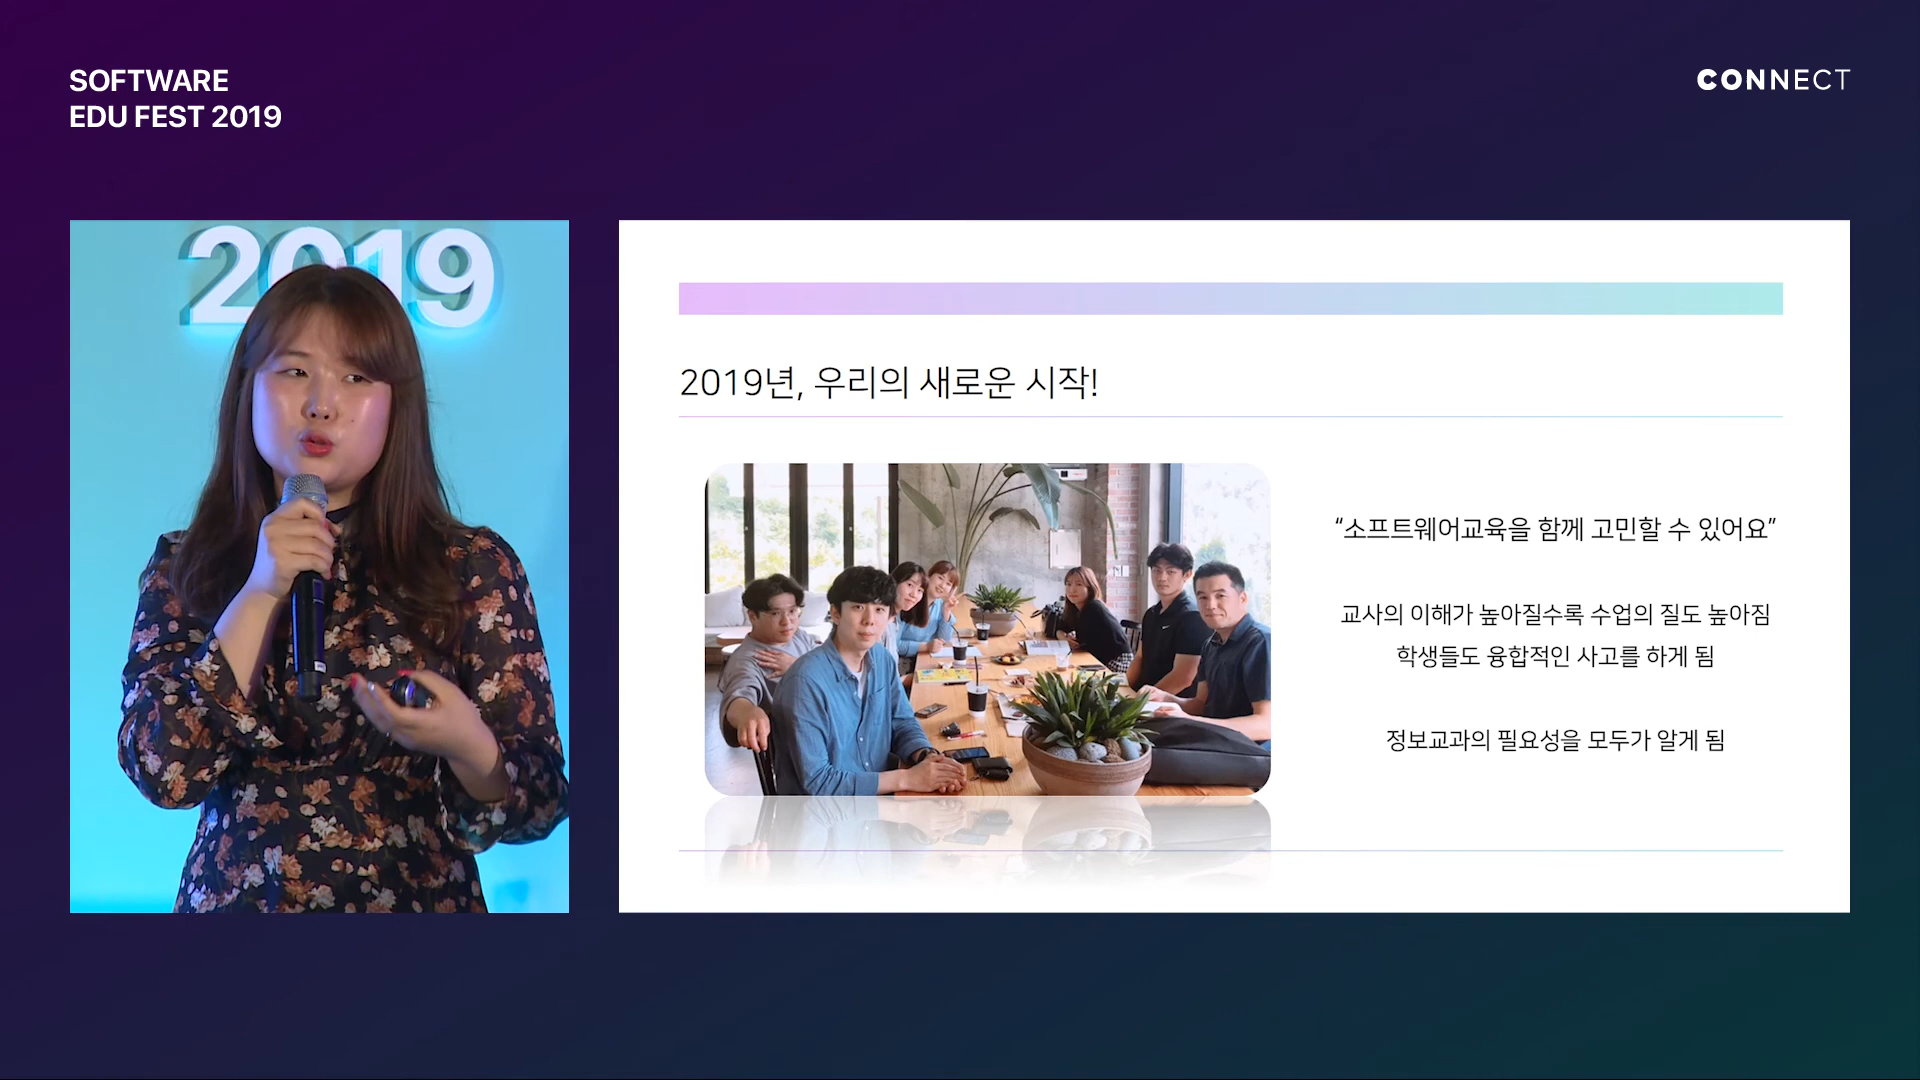 SOFTWARE
EDU FEST 2019
CONNECT
2019
2019년, 우리의 새로운 시작!
“소프트웨어교육을 함께 고민할 수 있어요”
교사의 이해가 높아질수록 수업의 질도 높아짐
학생들도 융합적인 사고를 하게 됨
정보교과의 필요성을 모두가 알게 됨